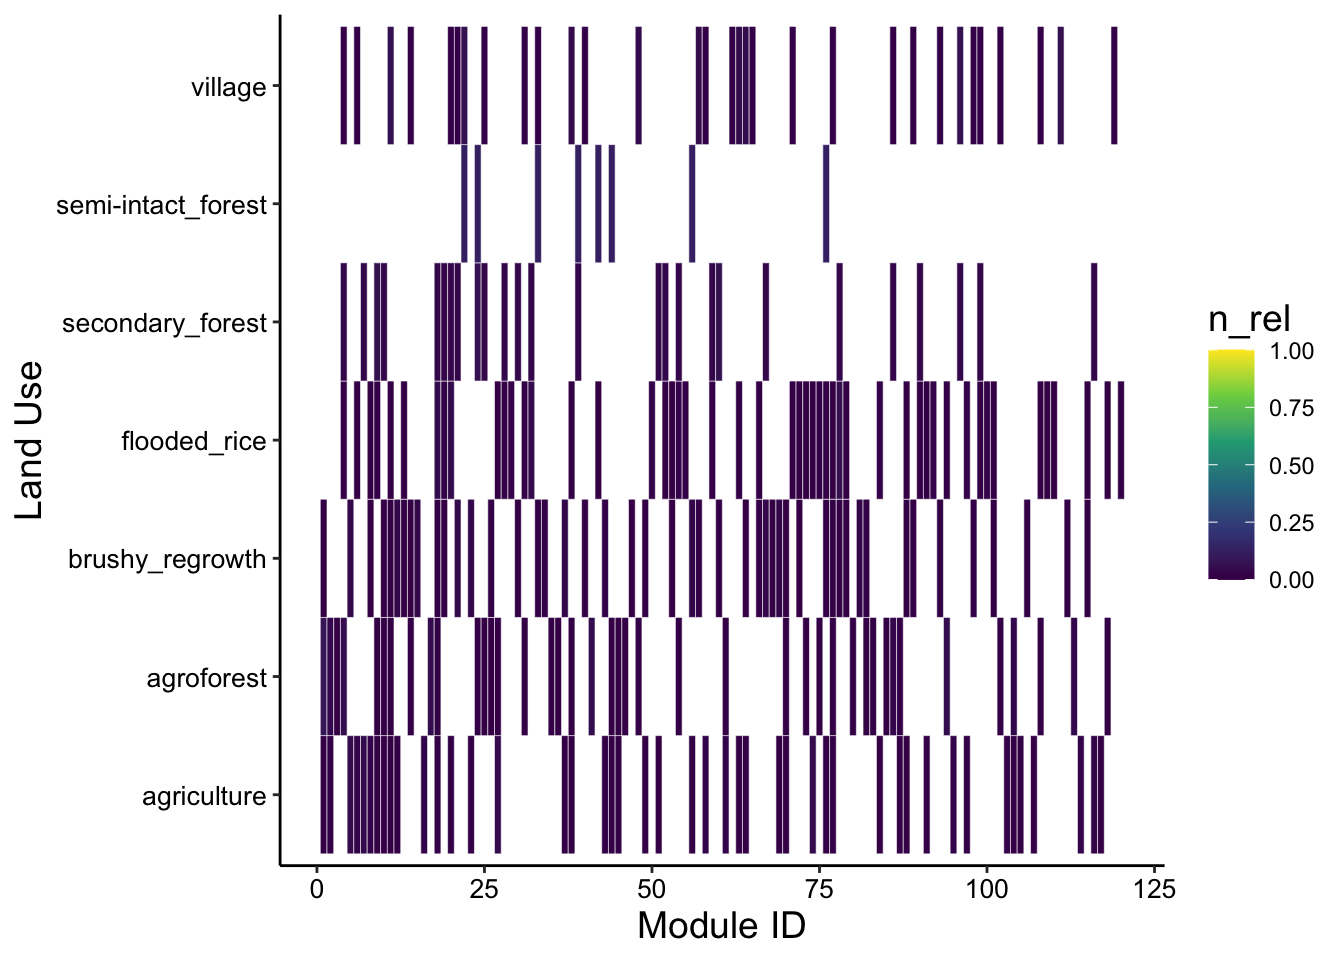 village
semi-intact_forest
secondary_forest
flooded_rice
brushy_regrowth
agroforest
agriculture
Land Use
0 25 50 75 100 125
Module ID
n_rel
1.00
0.75
0.50
0.25
0.00